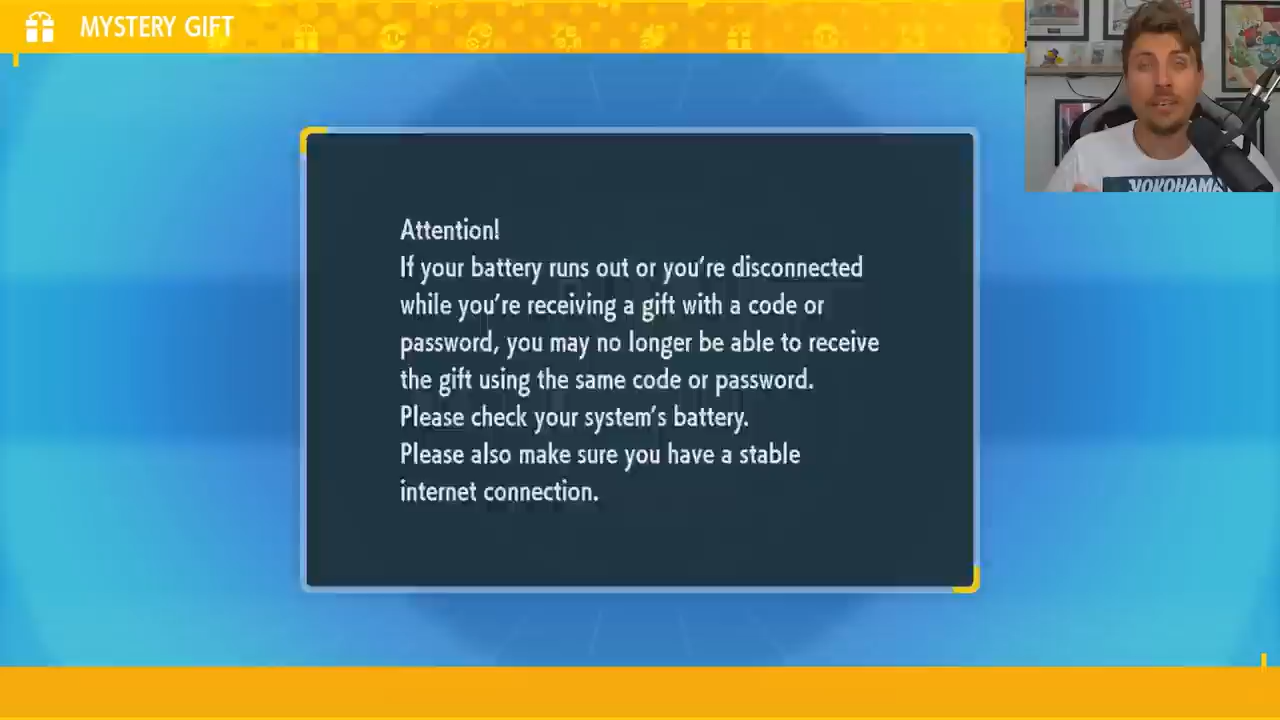 MYSTERY GIFT
Attention!
If your battery runs out or you're disconnected
while you're receiving a gift with a code or
password, you may no longer be able to receive
the gift using the same code or password.
Please check your system's battery.
Please also make sure you have a stable
internet connection.
YOKOHAMA